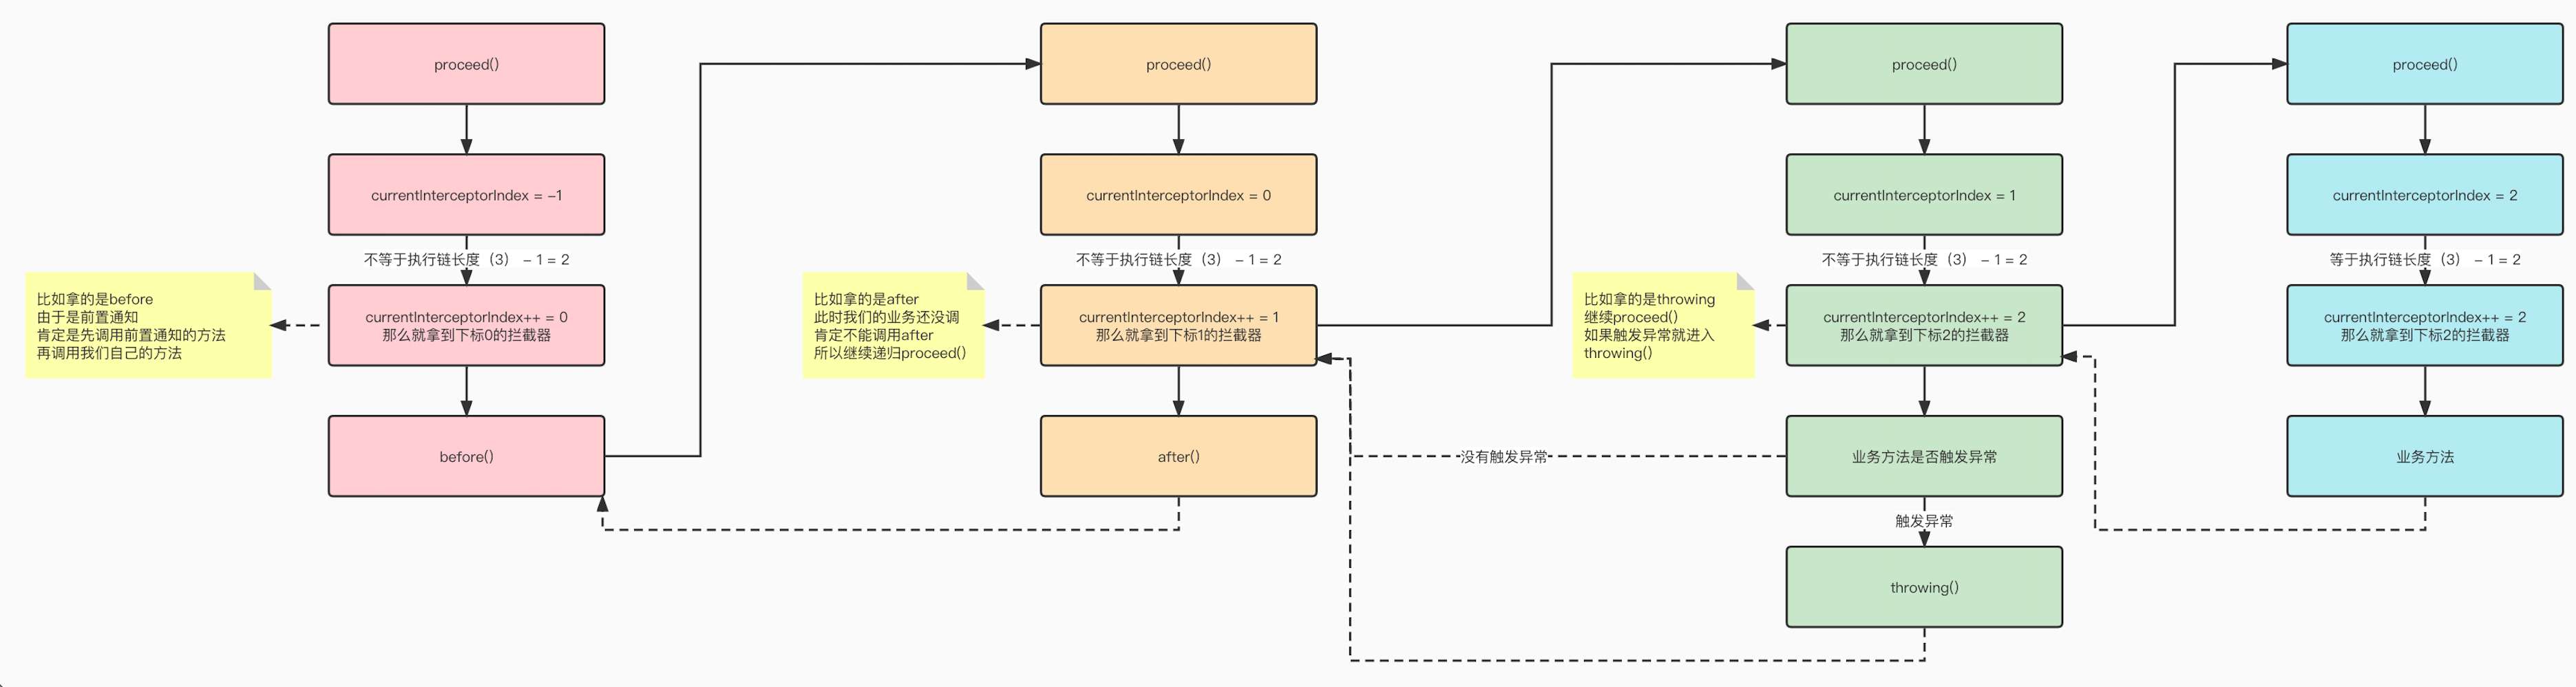 proceed()
currentInterceptorIndex = -1
不等于执行链长度（3） - 1 = 2
比如拿的是before
由于是前置通知
肯定是先调用前置通知的方法
再调用我们自己的方法
currentInterceptorIndex++ = 0
那么就拿到下标0的拦截器
before()
proceed()
currentInterceptorIndex = 0
不等于执行链长度（3） - 1 = 2
比如拿的是after
此时我们的业务还没调
肯定不能调用after
所以继续递归proceed()
currentInterceptorIndex++ = 1
那么就拿到下标1的拦截器
after()
proceed()
currentInterceptorIndex = 1
不等于执行链长度（3） - 1 = 2
比如拿的是throwing
继续proceed()
如果触发异常就进入
throwing()
currentInterceptorIndex++ = 2
那么就拿到下标2的拦截器
没有触发异常
业务方法是否触发异常
触发异常
throwing()
proceed()
currentInterceptorIndex = 2
等于执行链长度（3） - 1 = 2
currentInterceptorIndex++ = 2
那么就拿到下标2的拦截器
业务方法